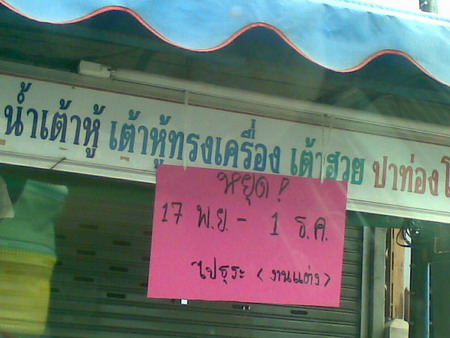 น้ำเต้าหู้ เต้าหู้ทรงเครื่อง เต้าฮวย ปาท่องโ
หยุด!
17 พ.ย - 1 ธ.ค.
ไปธุระ (งานแต่ง)